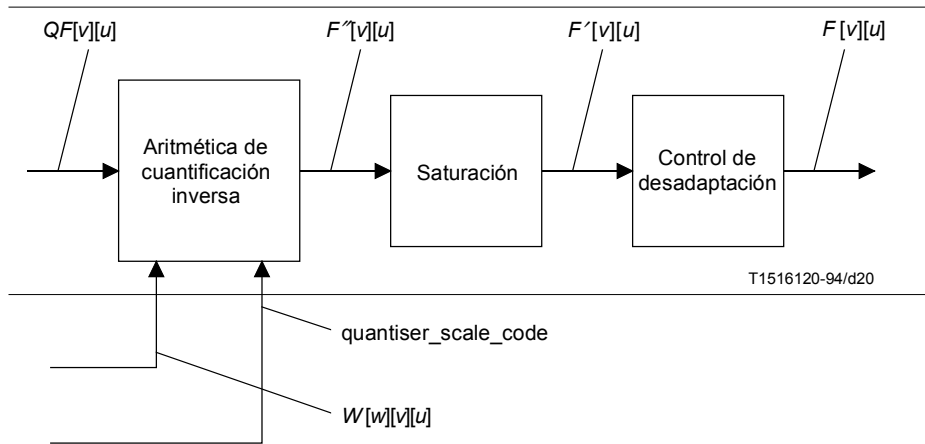 QF[v][u]
F″[v][u]
F′[v][u]
F[v][u]
Aritmética de
cuantificación
inversa
Saturación
Control de
desadaptación
T1516120-94/d20
quantiser_scale_code
W[w][v][u]